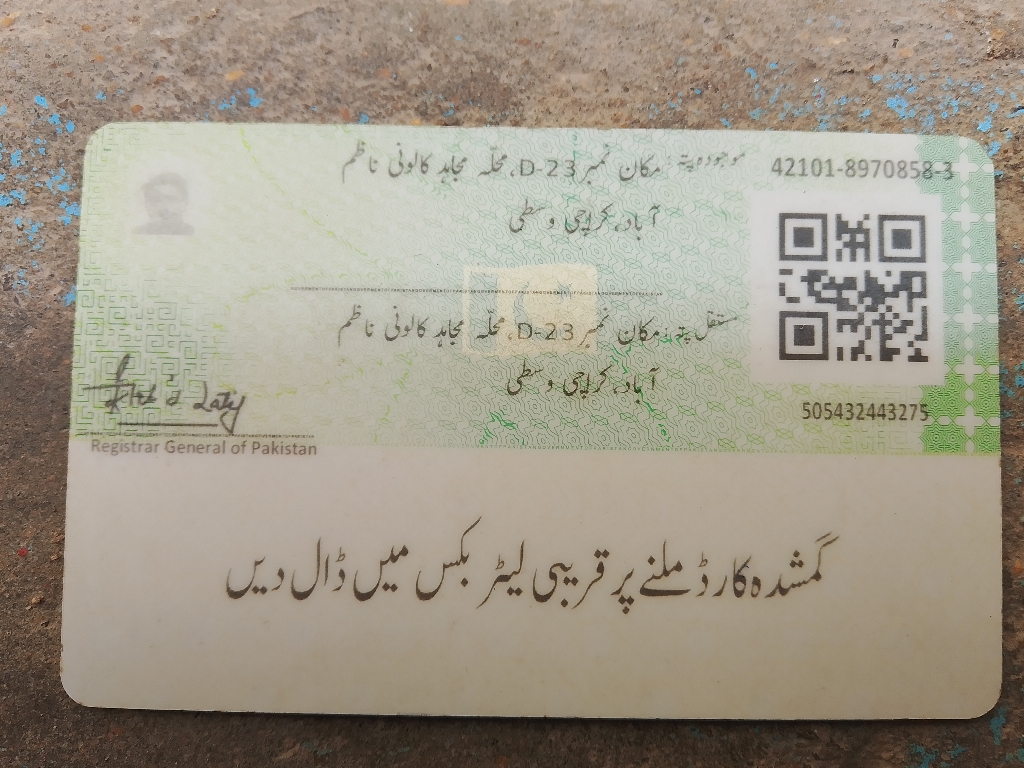 42101-8970858-3
موجودہ پتہ: مکان نمبر D-23، محلّہ مجاہد کالونی ناظم
آباد، کراچی وسطی
مستقل پتہ: مکان نمبر D-23، محلّہ مجاہد کالونی ناظم
آباد، کراچی وسطی
505432443275
Registrar General of Pakistan
گمشدہ کارڈ ملنے پر قریبی لیٹر بکس میں ڈال دیں